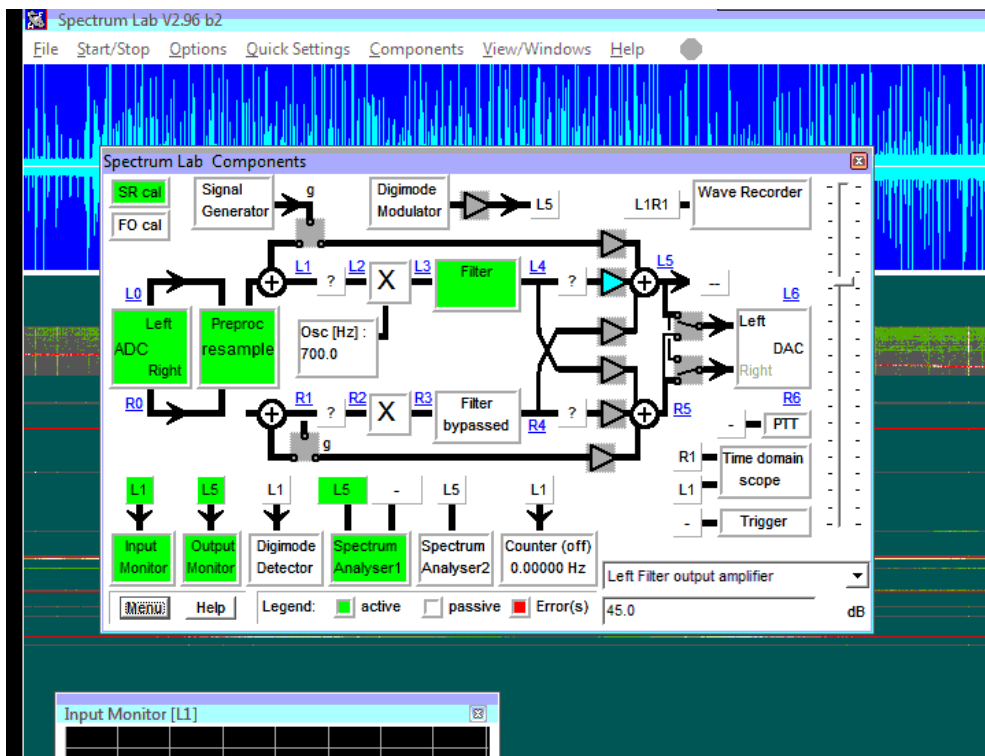 Spectrum Lab V2.96 b2
File Start/Stop Options Quick Settings Components View/Windows Help
Spectrum Lab Components
SR cal
FO cal
Signal
Generator
g
Digimode
Modulator
L5
L1R1
Wave Recorder
L0
L1
?
L2
X
L3
Filter
L4
?
L5
--
L6
Left
ADC
Right
Preproc
resample
Osc [Hz] :
700.0
Left
DAC
Right
R0
R1
?
R2
X
R3
Filter
bypassed
R4
?
R5
R6
g
-
PTT
R1
L1
Time domain
scope
-
Trigger
L1
L5
L1
L5
-
L5
L1
Input
Monitor
Output
Monitor
Digimode
Detector
Spectrum
Analyser1
Spectrum
Analyser2
Counter (off)
0.00000 Hz
Left Filter output amplifier
Menu
Help
Legend: active passive Error(s)
45.0 dB
Input Monitor [L1]